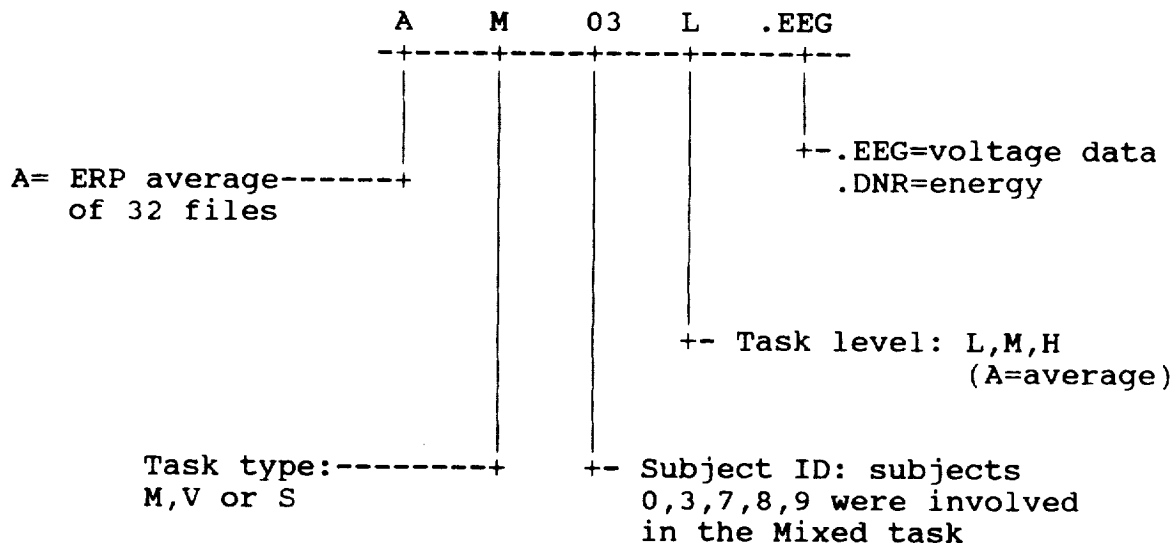 A M 03 L .EEG
-+-----+-----+-----+------+--
+-.EEG=voltage data
A= ERP average------+ .DNR=energy
of 32 files
+- Task level: L,M,H
(A=average)
Task type:--------+ +- Subject ID: subjects
M,V or S 0,3,7,8,9 were involved
in the Mixed task